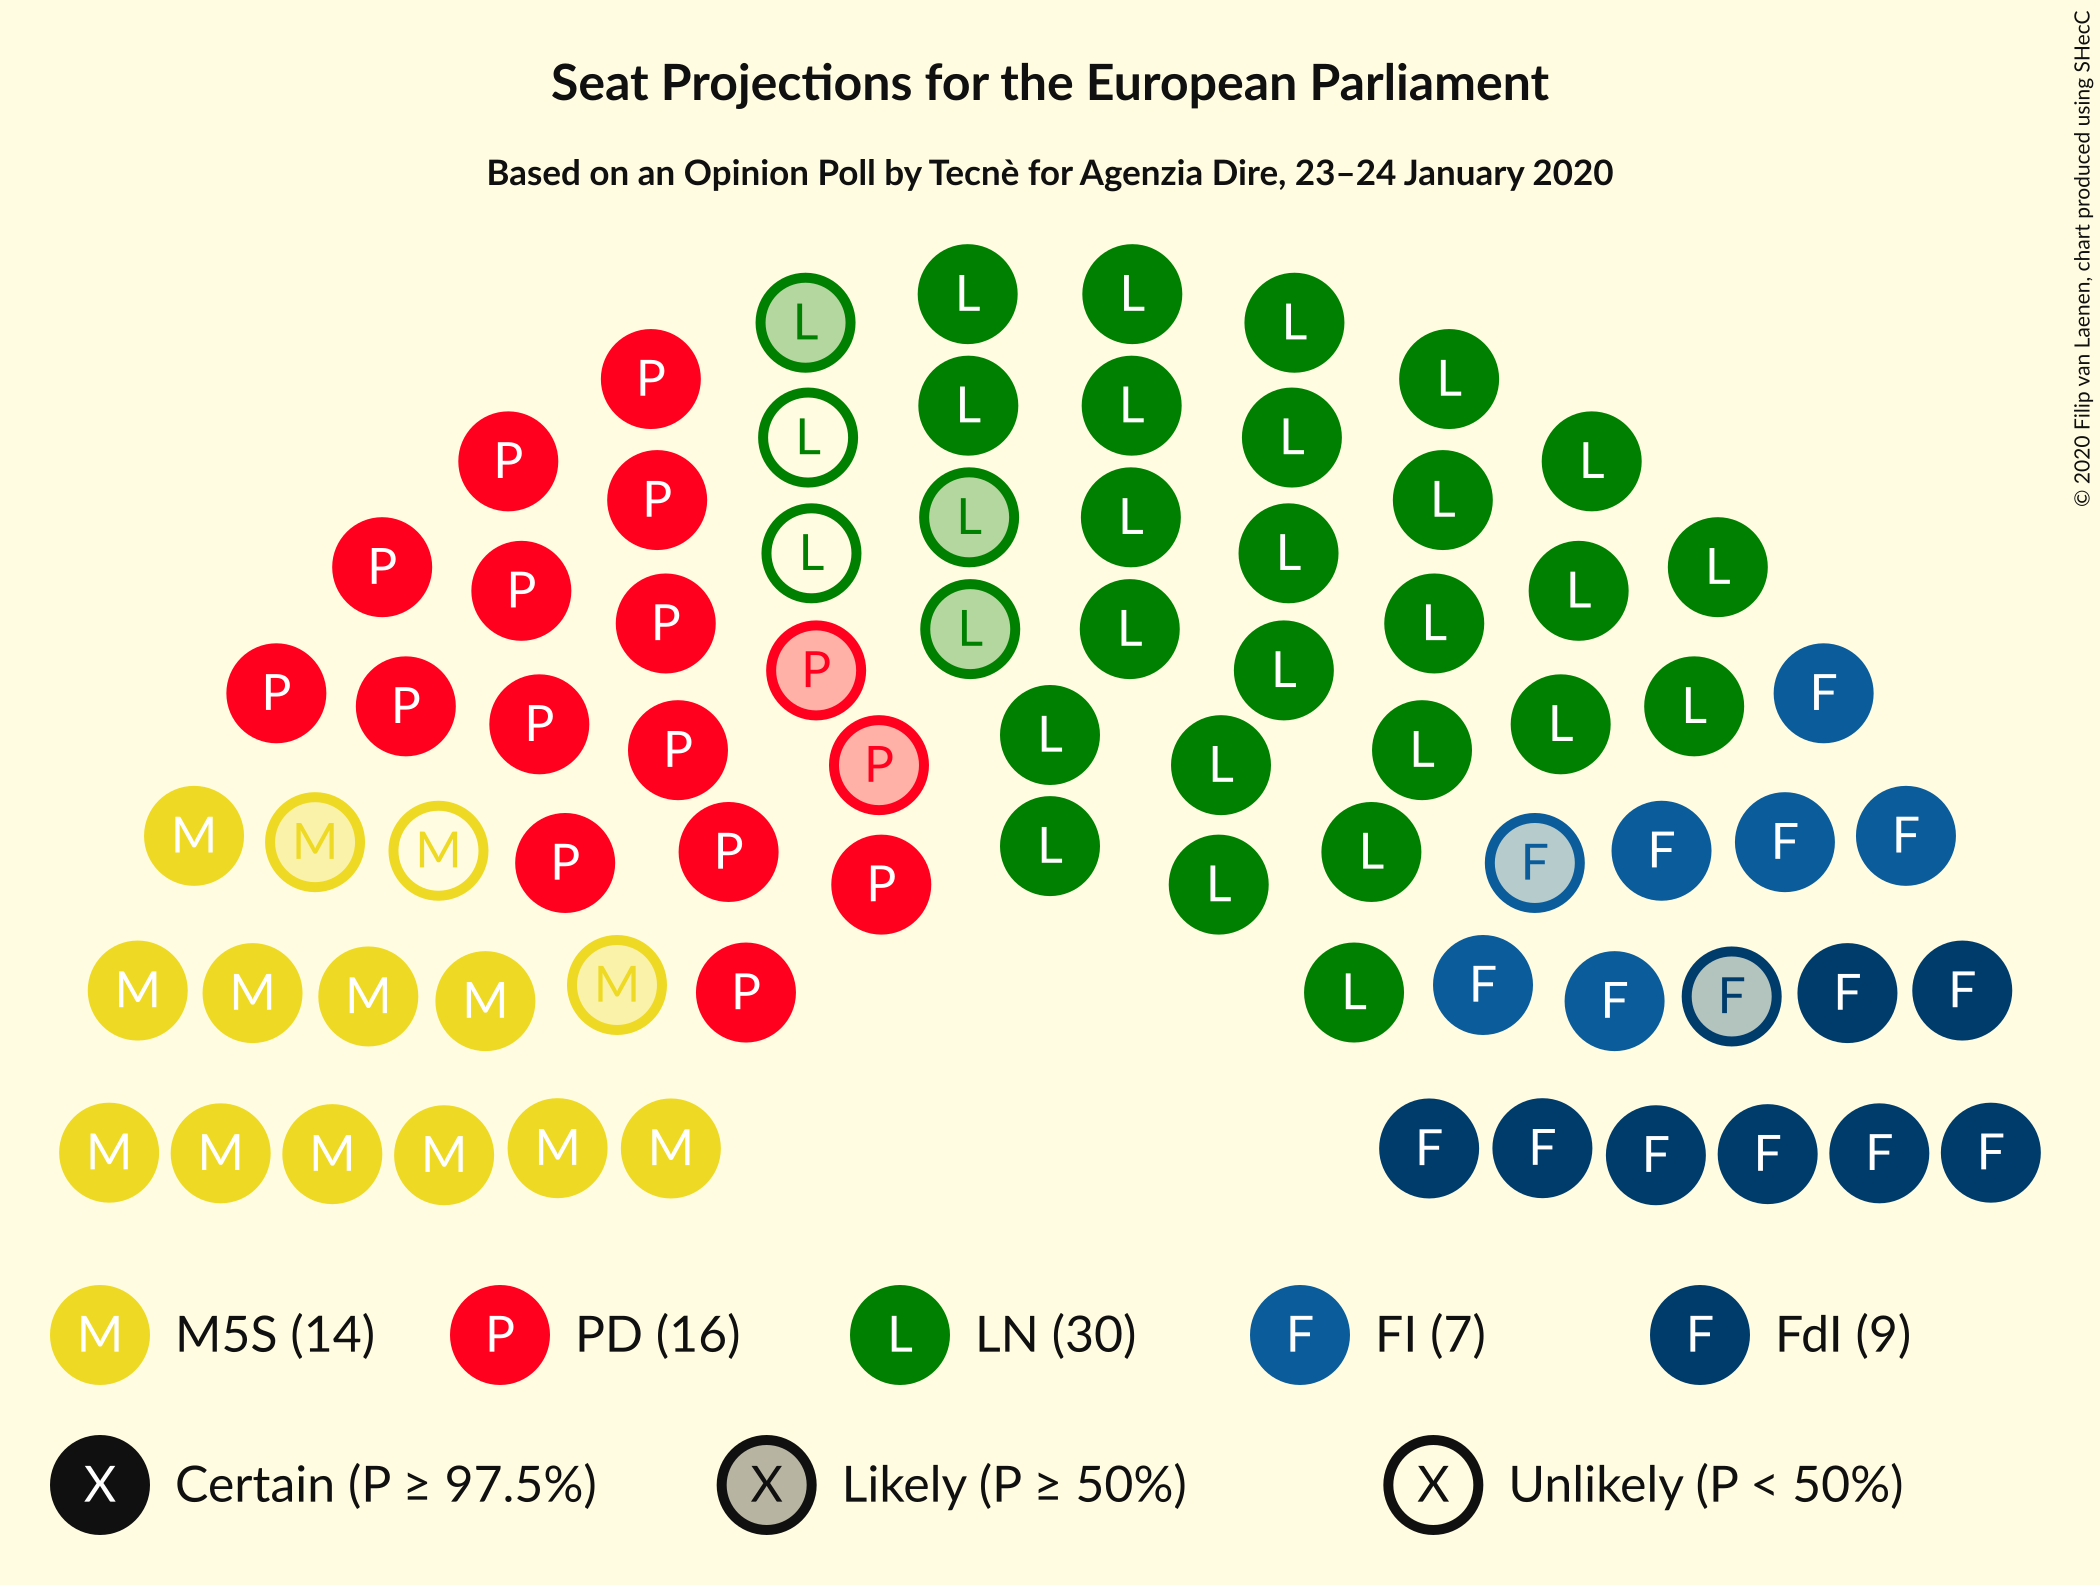 Seat Projections for the European Parliament
Based on an Opinion Poll by Tecnè for Agenzia Dire, 23–24 January 2020
© 2020 Filip van Laenen, chart produced using SHecC
L L L L
P L L P
L L L L
P L P L L
L L L
P P L L L
P L L P
P P L L F
P P L L
L P L L
M M M P P L F F F F
P L L
M M M M M P L F F F F F
M M M M M M F F F F F F
M M5S (14) P PD (16) L LN (30) F FI (7) F FdI (9)
X Certain (P ≥ 97.5%) X Likely (P ≥ 50%) X Unlikely (P < 50%)